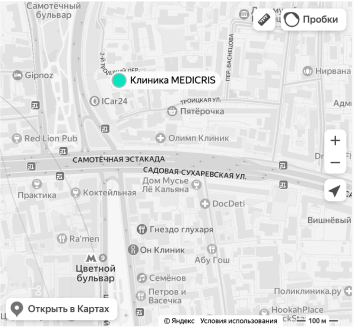 Самотёчный
бульвар
Пробки
ПЕР. ВАСНЕЦОВА
Gipnoz
Нирвана
Клиника MEDICRIS
ICar24
ТРОИЦКАЯ УЛ.
Пятёрочка
Red Lion Pub
Олимп Клиник
САМОТЁЧНАЯ ЭСТАКАДА
САДОВАЯ-СУХАРЕВСКАЯ УЛ.
Дом Мусье
Лё Кальяна
Практика
Коктейльная
DocDeti
Вишнёвый
Гнездо глухаря
Ra'men
Он Клиник
Абу Гош
Цветной
бульвар
Семёнов
Петров и
Васечка
Поликлиника.ру
HookahPlace
Открыть в Картах
© Яндекс Условия использования
100 м